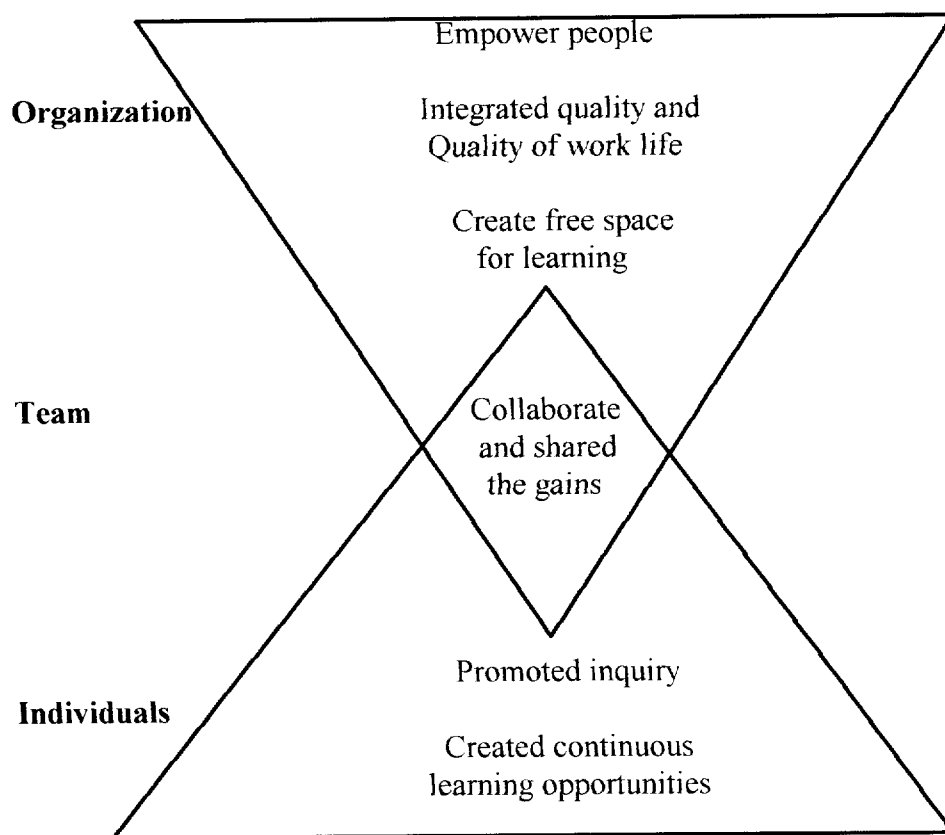 Empower people
Organization
Integrated quality and
Quality of work life
Create free space
for learning
Team
Collaborate
and shared
the gains
Promoted inquiry
Individuals
Created continuous
learning opportunities